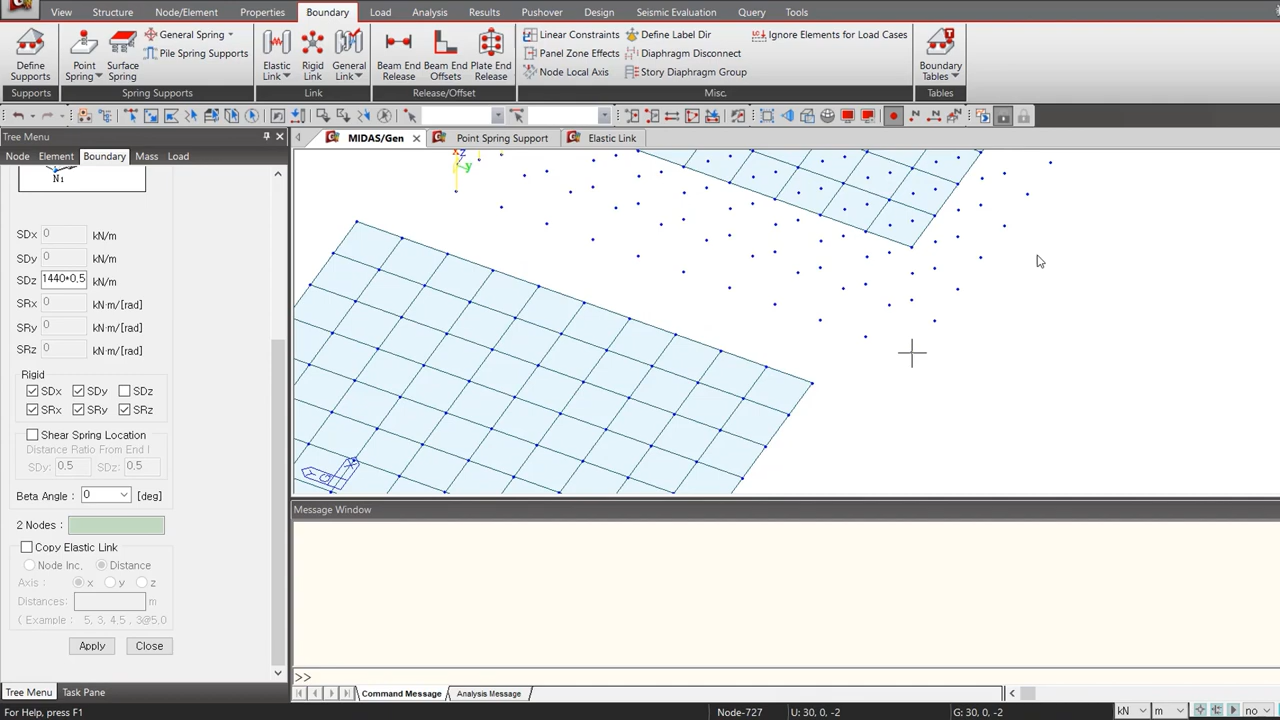 View Structure Node/Element Properties Boundary Load Analysis Results Pushover Design Seismic Evaluation Query Tools
Define Supports
Point Spring
Surface Spring
General Spring
Pile Spring Supports
Elastic Link
Rigid Link
General Link
Beam End Release
Beam End Offsets
Plate End Release
Linear Constraints
Panel Zone Effects
Node Local Axis
Define Label Dir
Diaphragm Disconnect
Story Diaphragm Group
Ignore Elements for Load Cases
Boundary Tables
Supports Spring Supports Link Release/Offset Misc. Tables
Tree Menu
MIDAS/Gen Point Spring Support Elastic Link
Node Element Boundary Mass Load
N1
SDx 0 kN/m
SDy 0 kN/m
SDz 1440*0,5 kN/m
SRx 0 kN·m/[rad]
SRy 0 kN·m/[rad]
SRz 0 kN·m/[rad]
Rigid
SDx SDy SDz
SRx SRy SRz
Shear Spring Location
Distance Ratio From End I
SDy: 0.5 SDz: 0.5
Beta Angle : 0 [deg]
2 Nodes :
Copy Elastic Link
Node Inc, Distance
Axis : x y z
Distances: m
( Example : 5, 3, 4.5 , 3@5,0
Apply Close
z
y
Message Window
>>
Tree Menu Task Pane
Command Message Analysis Message
For Help, press F1 Node-727 U: 30, 0, -2 G: 30, 0, -2 kN m no